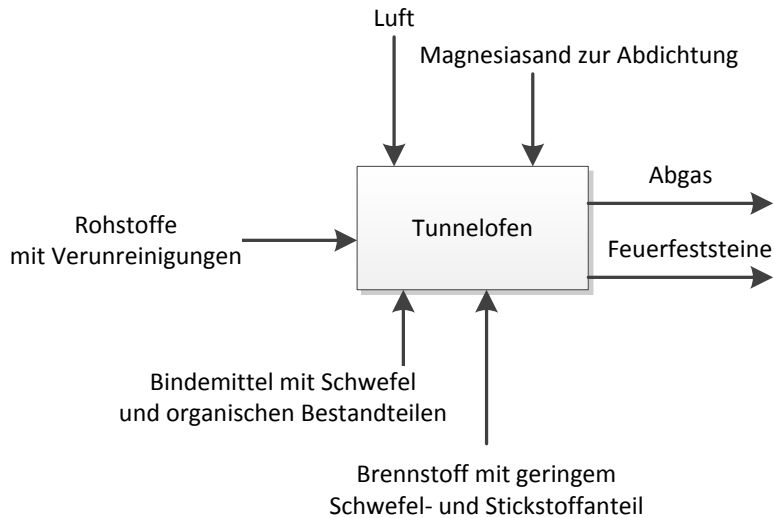 Luft
Magnesiasand zur Abdichtung
Abgas
Rohstoffe
mit Verunreinigungen
Tunnelofen
Feuerfeststeine
Bindemittel mit Schwefel
und organischen Bestandteilen
Brennstoff mit geringem
Schwefel- und Stickstoffanteil